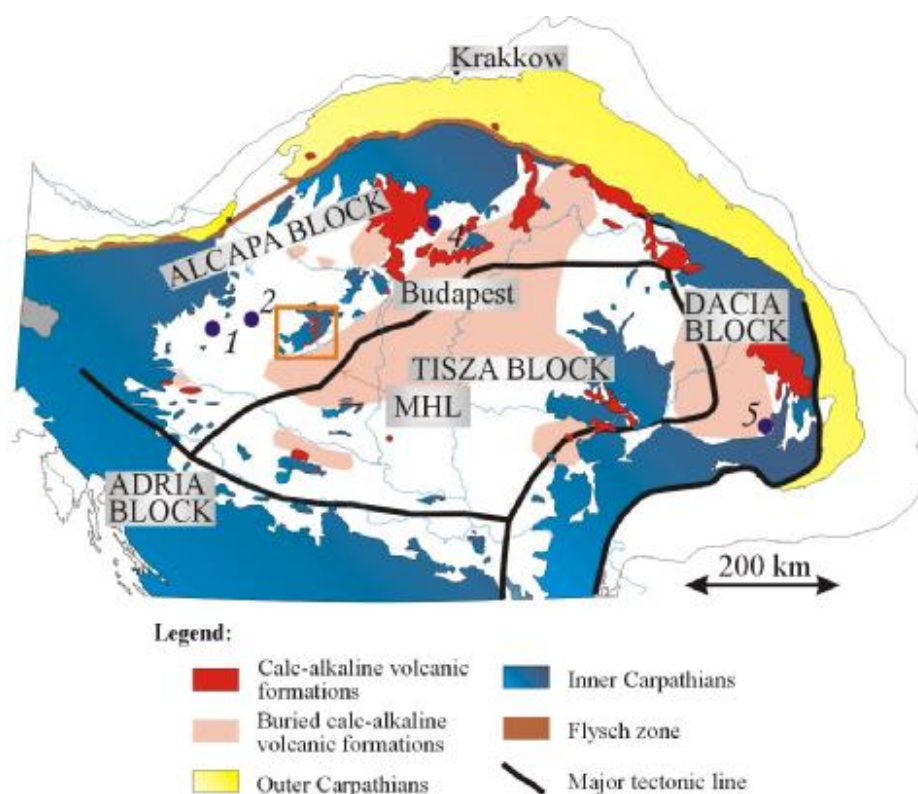 Krakkow
ALCAPA BLOCK
4
2
1
Budapest
DACIA
BLOCK
TISZA BLOCK
MHL
5
ADRIA
BLOCK
200 km
Legend:
Calc-alkaline volcanic
formations
Buried calc-alkaline
volcanic formations
Outer Carpathians
Inner Carpathians
Flysch zone
Major tectonic line